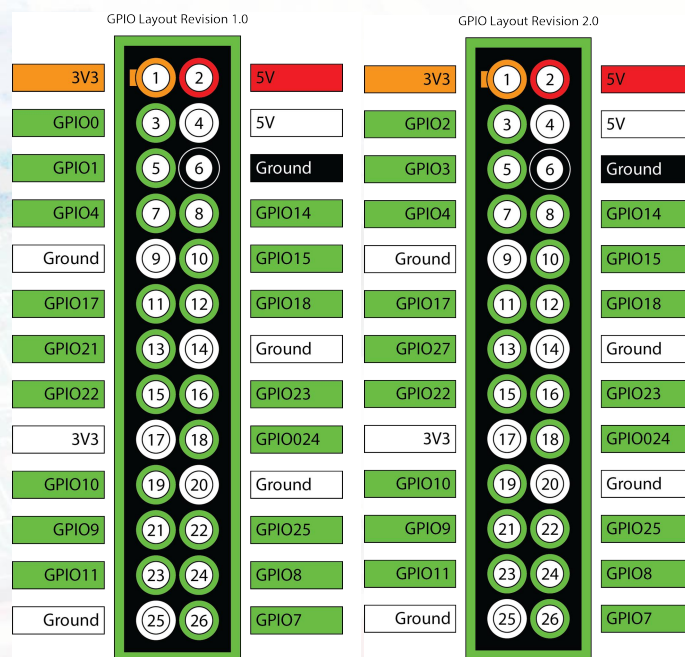 GPIO Layout Revision 1.0
3V3 1 2 5V
GPIO0 3 4 5V
GPIO1 5 6 Ground
GPIO4 7 8 GPIO14
Ground 9 10 GPIO15
GPIO17 11 12 GPIO18
GPIO21 13 14 Ground
GPIO22 15 16 GPIO23
3V3 17 18 GPIO024
GPIO10 19 20 Ground
GPIO9 21 22 GPIO25
GPIO11 23 24 GPIO8
Ground 25 26 GPIO7
GPIO Layout Revision 2.0
3V3 1 2 5V
GPIO2 3 4 5V
GPIO3 5 6 Ground
GPIO4 7 8 GPIO14
Ground 9 10 GPIO15
GPIO17 11 12 GPIO18
GPIO27 13 14 Ground
GPIO22 15 16 GPIO23
3V3 17 18 GPIO024
GPIO10 19 20 Ground
GPIO9 21 22 GPIO25
GPIO11 23 24 GPIO8
Ground 25 26 GPIO7